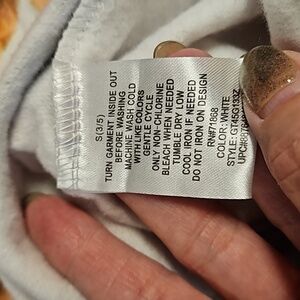 S(3/5)
TURN GARMENT INSIDE OUT
BEFORE WASHING
MACHINE WASH COLD
WITH LIKE COLORS
GENTLE CYCLE
ONLY NON-CHLORINE
BLEACH WHEN NEEDED
TUMBLE DRY LOW
COOL IRON IF NEEDED
DO NOT IRON ON DESIGN
COLOR: WHITE